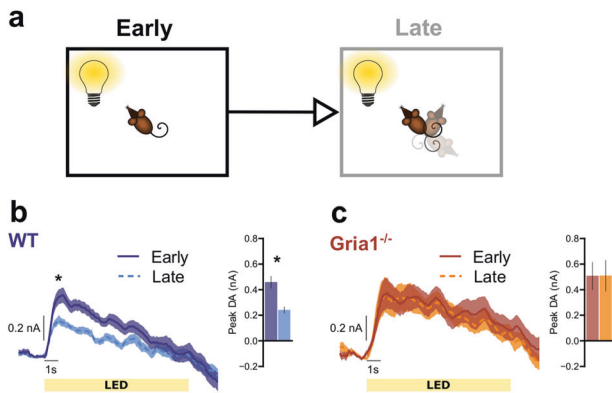 a
Early
Late
b
WT
Early
Late
*
0.2 nA
1s
LED
Peak DA (nA)
0.8
0.6
0.4
0.2
0.0
−0.2
*
c
Gria1-/-
Early
Late
0.2 nA
1s
LED
Peak DA (nA)
0.8
0.6
0.4
0.2
0.0
−0.2